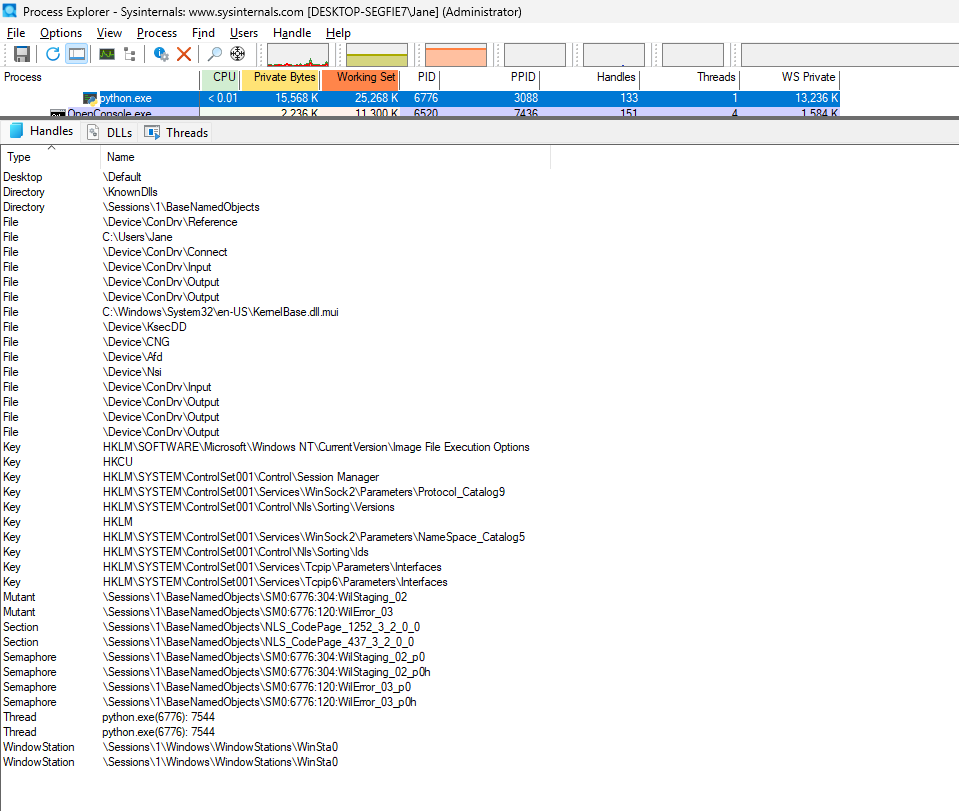 Process Explorer - Sysinternals: www.sysinternals.com [DESKTOP-SEGFIE7\Jane] (Administrator)
File Options View Process Find Users Handle Help
Process CPU Private Bytes Working Set PID PPID Handles Threads WS Private
python.exe < 0.01 15,568 K 25,268 K 6776 3088 133 1 13,236 K
OpenConsole.exe 2,236 K 11,300 K 6520 7436 151 4 1,584 K
Handles DLLs Threads
Type Name
Desktop \Default
Directory \KnownDlls
Directory \Sessions\1\BaseNamedObjects
File \Device\ConDrv\Reference
File C:\Users\Jane
File \Device\ConDrv\Connect
File \Device\ConDrv\Input
File \Device\ConDrv\Output
File \Device\ConDrv\Output
File C:\Windows\System32\en-US\KernelBase.dll.mui
File \Device\KsecDD
File \Device\CNG
File \Device\Afd
File \Device\Nsi
File \Device\ConDrv\Input
File \Device\ConDrv\Output
File \Device\ConDrv\Output
File \Device\ConDrv\Output
Key HKLM\SOFTWARE\Microsoft\Windows NT\CurrentVersion\Image File Execution Options
Key HKCU
Key HKLM\SYSTEM\ControlSet001\Control\Session Manager
Key HKLM\SYSTEM\ControlSet001\Services\WinSock2\Parameters\Protocol_Catalog9
Key HKLM\SYSTEM\ControlSet001\Control\Nls\Sorting\Versions
Key HKLM
Key HKLM\SYSTEM\ControlSet001\Services\WinSock2\Parameters\NameSpace_Catalog5
Key HKLM\SYSTEM\ControlSet001\Control\Nls\Sorting\Ids
Key HKLM\SYSTEM\ControlSet001\Services\Tcpip\Parameters\Interfaces
Key HKLM\SYSTEM\ControlSet001\Services\Tcpip6\Parameters\Interfaces
Mutant \Sessions\1\BaseNamedObjects\SM0:6776:304:WilStaging_02
Mutant \Sessions\1\BaseNamedObjects\SM0:6776:120:WilError_03
Section \Sessions\1\BaseNamedObjects\NLS_CodePage_1252_3_2_0_0
Section \Sessions\1\BaseNamedObjects\NLS_CodePage_437_3_2_0_0
Semaphore \Sessions\1\BaseNamedObjects\SM0:6776:304:WilStaging_02_p0
Semaphore \Sessions\1\BaseNamedObjects\SM0:6776:304:WilStaging_02_p0h
Semaphore \Sessions\1\BaseNamedObjects\SM0:6776:120:WilError_03_p0
Semaphore \Sessions\1\BaseNamedObjects\SM0:6776:120:WilError_03_p0h
Thread python.exe(6776): 7544
Thread python.exe(6776): 7544
WindowStation \Sessions\1\Windows\WindowStations\WinSta0
WindowStation \Sessions\1\Windows\WindowStations\WinSta0